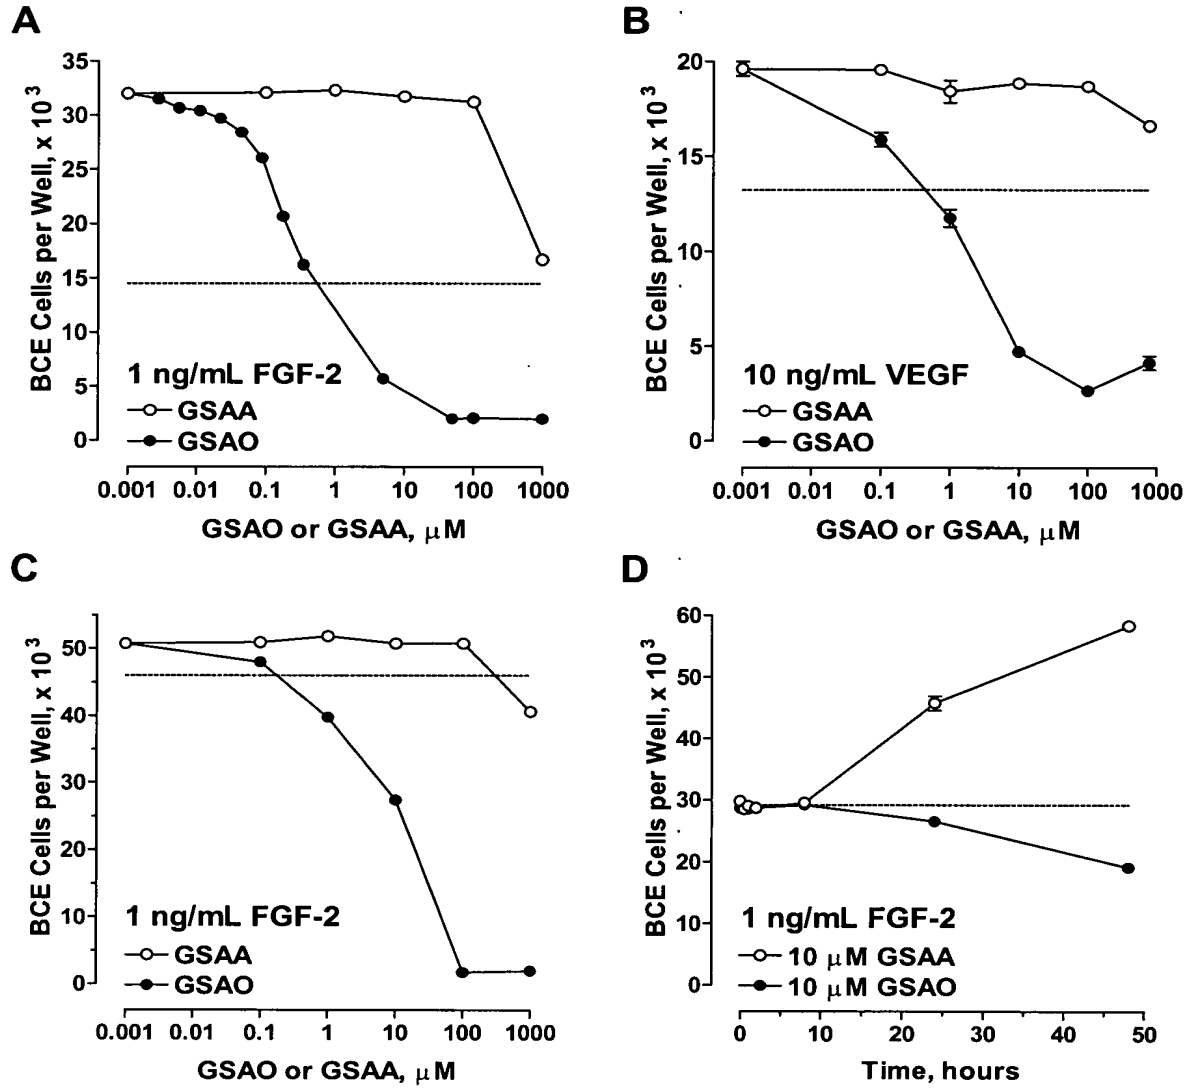 A
BCE Cells per Well, x 10³
35
30
25
20
15
10
5
0
1 ng/mL FGF-2
GSAA
GSAO
0.001 0.01 0.1 1 10 100 1000
GSAO or GSAA, μM
B
BCE Cells per Well, x 10³
20
15
10
5
0
10 ng/mL VEGF
GSAA
GSAO
0.001 0.01 0.1 1 10 100 1000
GSAO or GSAA, μM
C
BCE Cells per Well, x 10³
50
40
30
20
10
0
1 ng/mL FGF-2
GSAA
GSAO
0.001 0.01 0.1 1 10 100 1000
GSAO or GSAA, μM
D
BCE Cells per Well, x 10³
60
50
40
30
20
10
0
1 ng/mL FGF-2
10 μM GSAA
10 μM GSAO
0 10 20 30 40 50
Time, hours